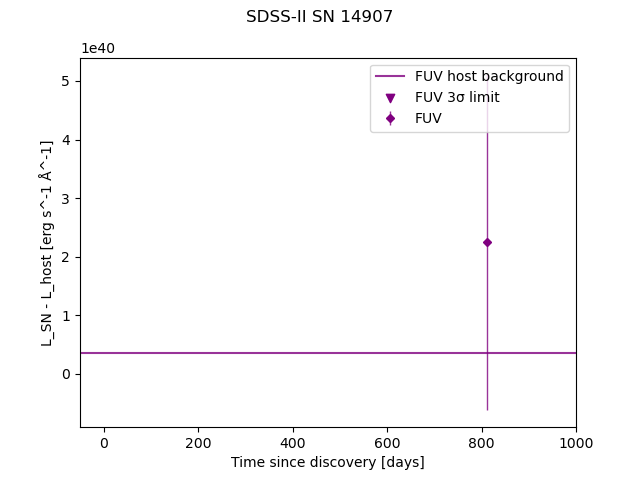 SDSS-II SN 14907
1e40
FUV host background
FUV 3σ limit
FUV
5
4
3
2
1
0
L_SN - L_host [erg s^-1 Å^-1]
0 200 400 600 800 1000
Time since discovery [days]